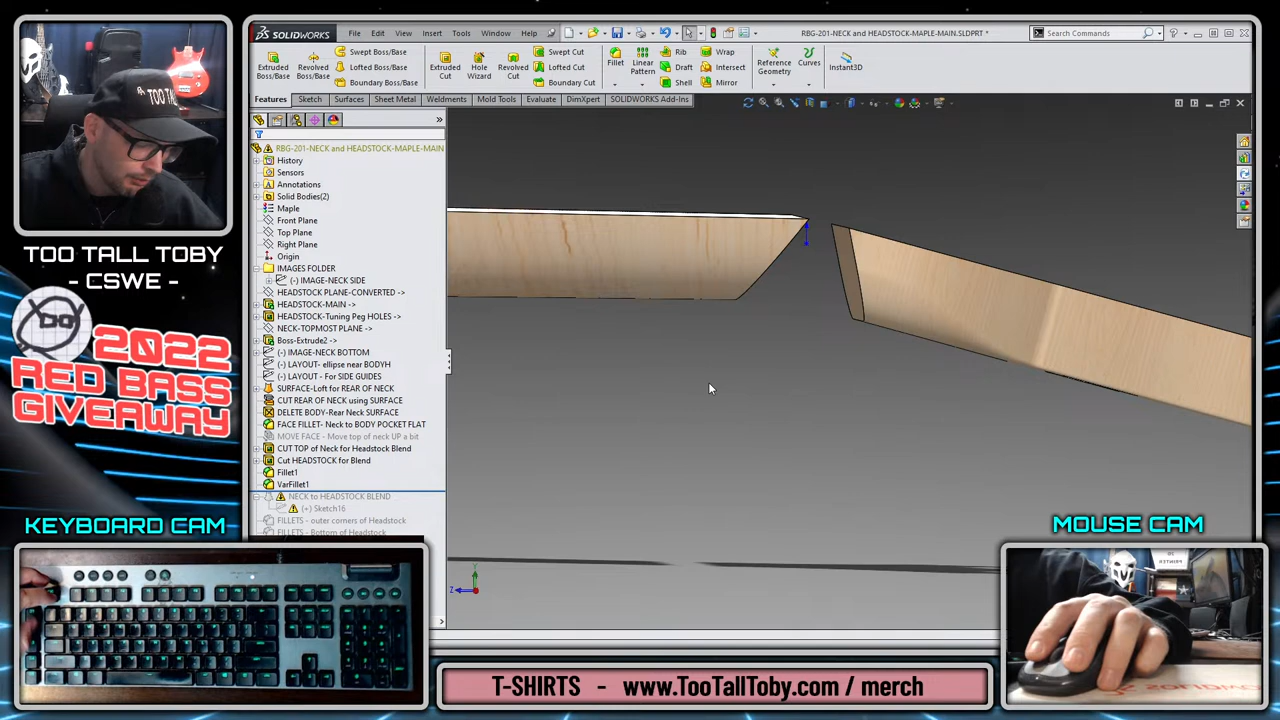 TOO TALL
TOO TALL TOBY
- CSWE -
2022
RED BASS
GIVEAWAY
KEYBOARD CAM
MOUSE CAM
SOLIDWORKS
File Edit View Insert Tools Window Help
RBG-201-NECK and HEADSTOCK-MAPLE-MAIN.SLDPRT *
Search Commands
Extruded Boss/Base
Revolved Boss/Base
Swept Boss/Base
Lofted Boss/Base
Boundary Boss/Base
Extruded Cut
Hole Wizard
Revolved Cut
Swept Cut
Lofted Cut
Boundary Cut
Fillet
Linear Pattern
Rib
Draft
Shell
Wrap
Intersect
Mirror
Reference Geometry
Curves
Instant3D
Features Sketch Surfaces Sheet Metal Weldments Mold Tools Evaluate DimXpert SOLIDWORKS Add-Ins
RBG-201-NECK and HEADSTOCK-MAPLE-MAIN
History
Sensors
Annotations
Solid Bodies(2)
Maple
Front Plane
Top Plane
Right Plane
Origin
IMAGES FOLDER
(-) IMAGE-NECK SIDE
HEADSTOCK PLANE-CONVERTED ->
HEADSTOCK-MAIN ->
HEADSTOCK-Tuning Peg HOLES ->
NECK-TOPMOST PLANE ->
Boss-Extrude2 ->
(-) IMAGE-NECK BOTTOM
(-) LAYOUT- ellipse near BODYH
(-) LAYOUT - For SIDE GUIDES
SURFACE-Loft for REAR OF NECK
CUT REAR OF NECK using SURFACE
DELETE BODY-Rear Neck SURFACE
FACE FILLET- Neck to BODY POCKET FLAT
MOVE FACE - Move top of neck UP a bit
CUT TOP of Neck for Headstock Blend
Cut HEADSTOCK for Blend
Fillet1
VarFillet1
NECK to HEADSTOCK BLEND
(+) Sketch16
FILLETS - outer corners of Headstock
FILLETS - Bottom of Headstock
Y
Z
T-SHIRTS - www.TooTallToby.com / merch